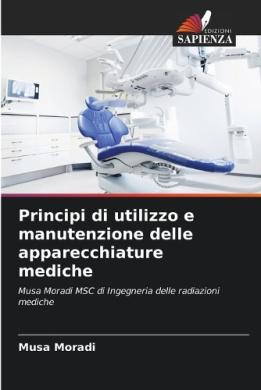 EDIZIONI
SAPIENZA
Principi di utilizzo e
manutenzione delle
apparecchiature
mediche
Musa Moradi MSC di Ingegneria delle radiazioni
mediche
Musa Moradi